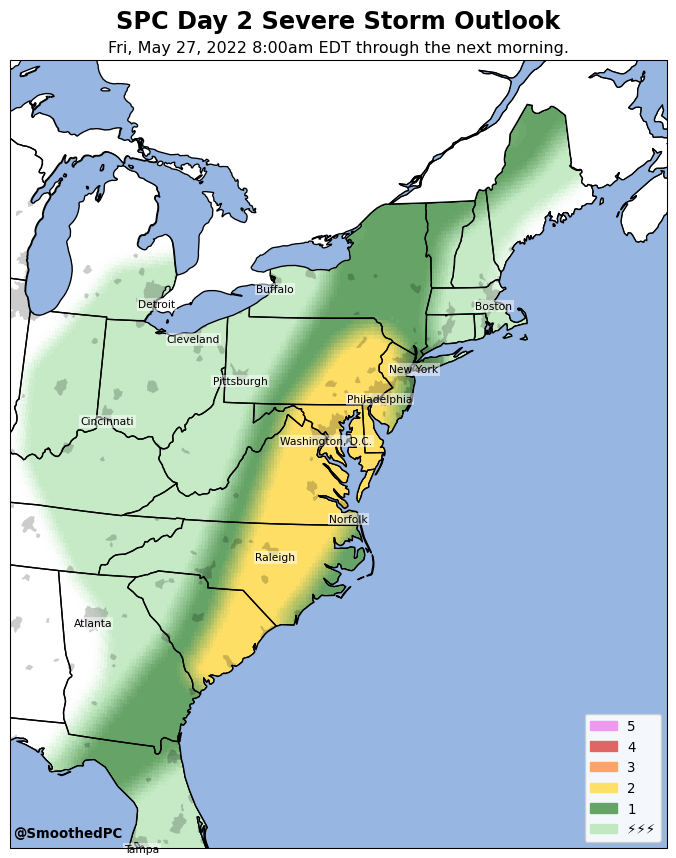 SPC Day 2 Severe Storm Outlook
Fri, May 27, 2022 8:00am EDT through the next morning.
Buffalo
Detroit
Boston
Cleveland
New York
Pittsburgh
Philadelphia
Cincinnati
Washington, D.C.
Norfolk
Raleigh
Atlanta
5
4
3
2
1
⚡⚡⚡
@SmoothedPC
Tampa